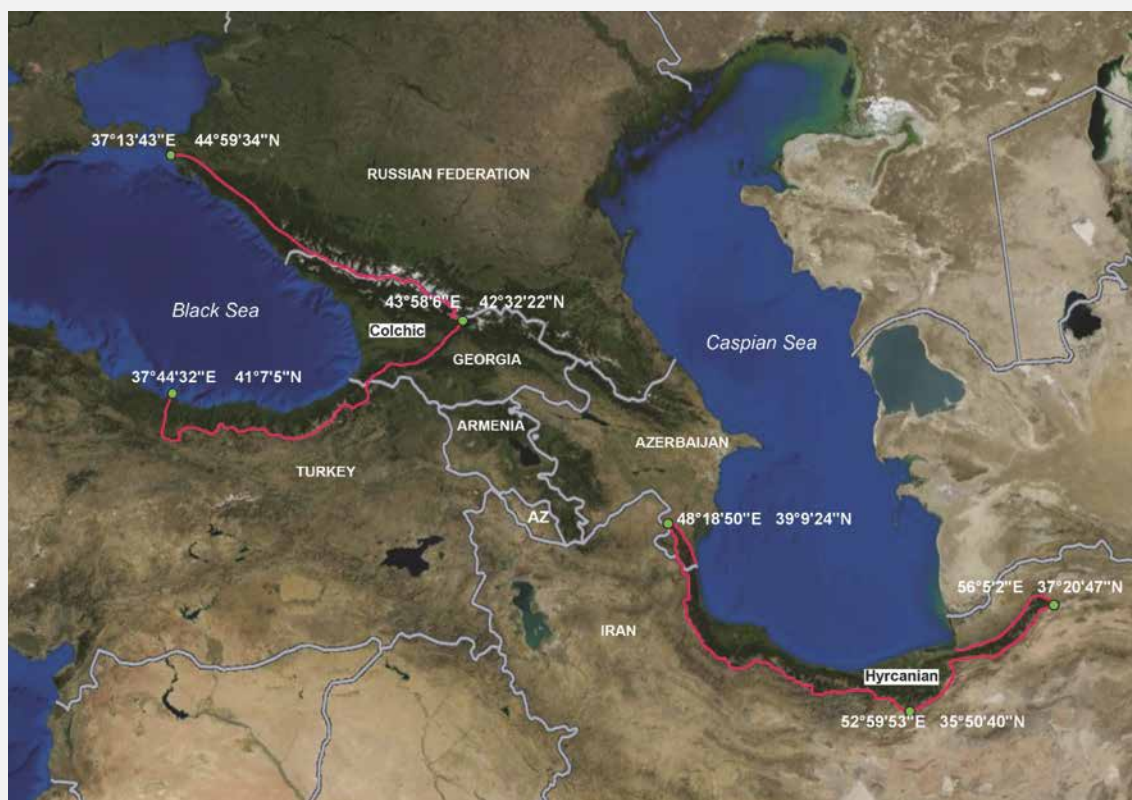 37°13'43"E 44°59'34"N
RUSSIAN FEDERATION
43°58'6"E 42°32'22"N
Black Sea
Colchic
Caspian Sea
GEORGIA
37°44'32"E 41°7'5"N
ARMENIA
AZERBAIJAN
TURKEY
AZ
48°18'50"E 39°9'24"N
56°5'2"E 37°20'47"N
IRAN
Hyrcanian
52°59'53"E 35°50'40"N